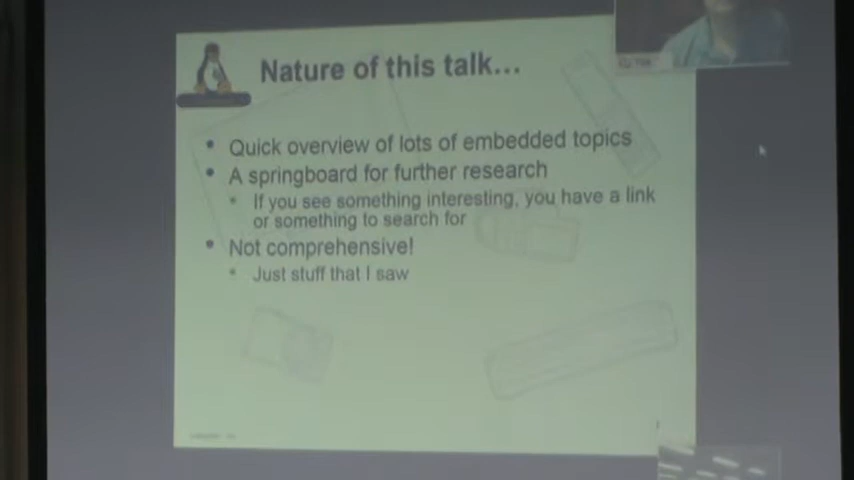 Nature of this talk...
• Quick overview of lots of embedded topics
• A springboard for further research
• If you see something interesting, you have a link
or something to search for
• Not comprehensive!
• Just stuff that I saw